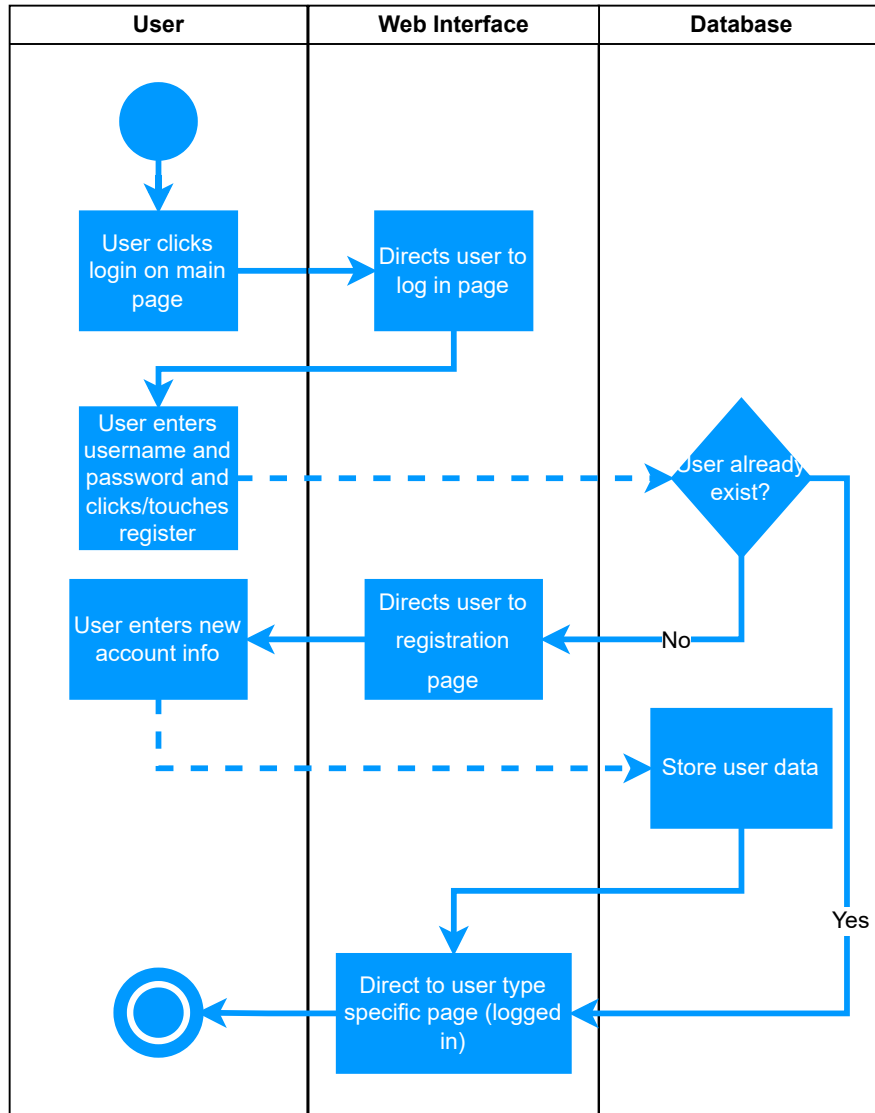 User
Web Interface
Database
User clicks
login on main
page
Directs user to
log in page
User enters
username and
password and
clicks/touches
register
User already
exist?
User enters new
account info
Directs user to
registration
page
No
Store user data
Yes
Direct to user type
specific page (logged
in)